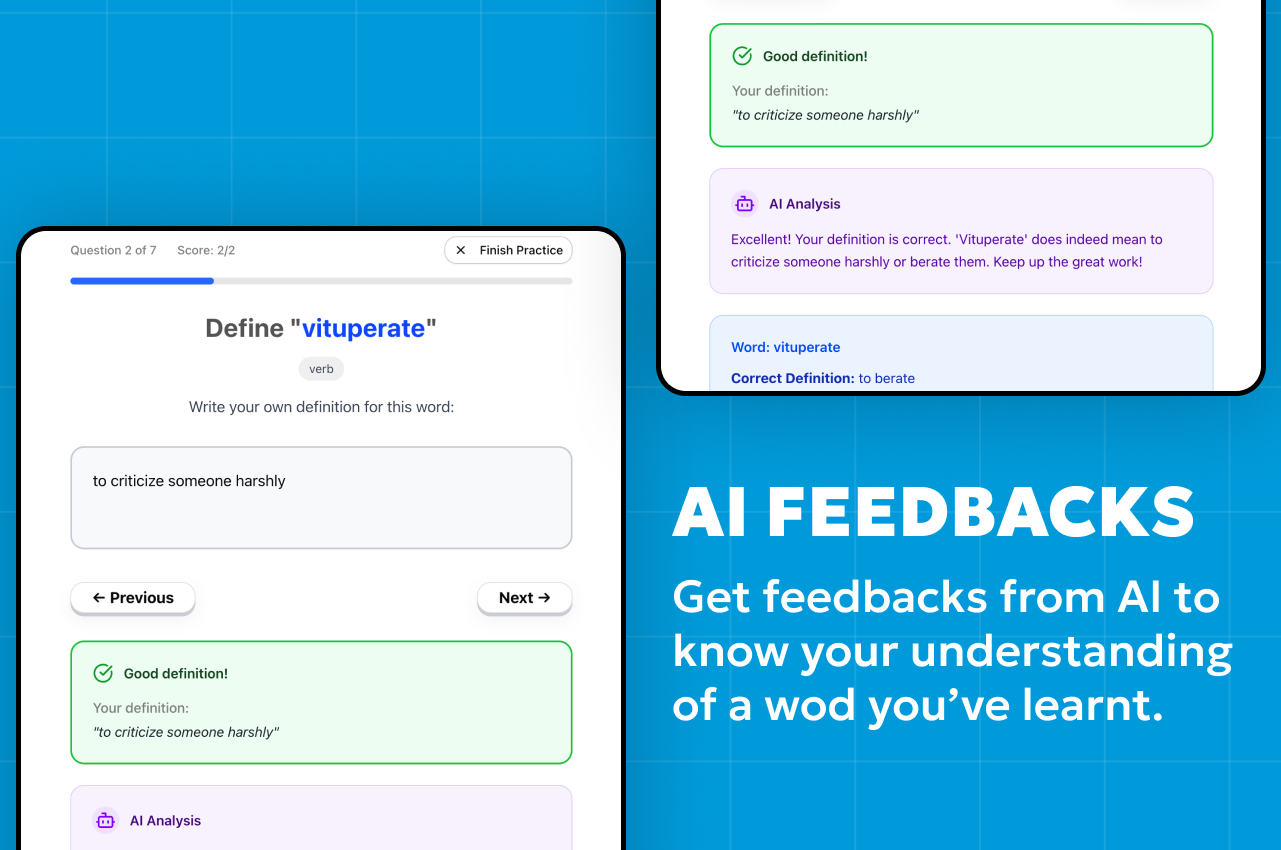 Question 2 of 7 Score: 2/2 Finish Practice
Define "vituperate"
verb
Write your own definition for this word:
to criticize someone harshly
← Previous Next →
Good definition!
Your definition:
"to criticize someone harshly"
AI Analysis
Good definition!
Your definition:
"to criticize someone harshly"
AI Analysis
Excellent! Your definition is correct. 'Vituperate' does indeed mean to
criticize someone harshly or berate them. Keep up the great work!
Word: vituperate
Correct Definition: to berate
AI FEEDBACKS
Get feedbacks from AI to
know your understanding
of a wod you’ve learnt.